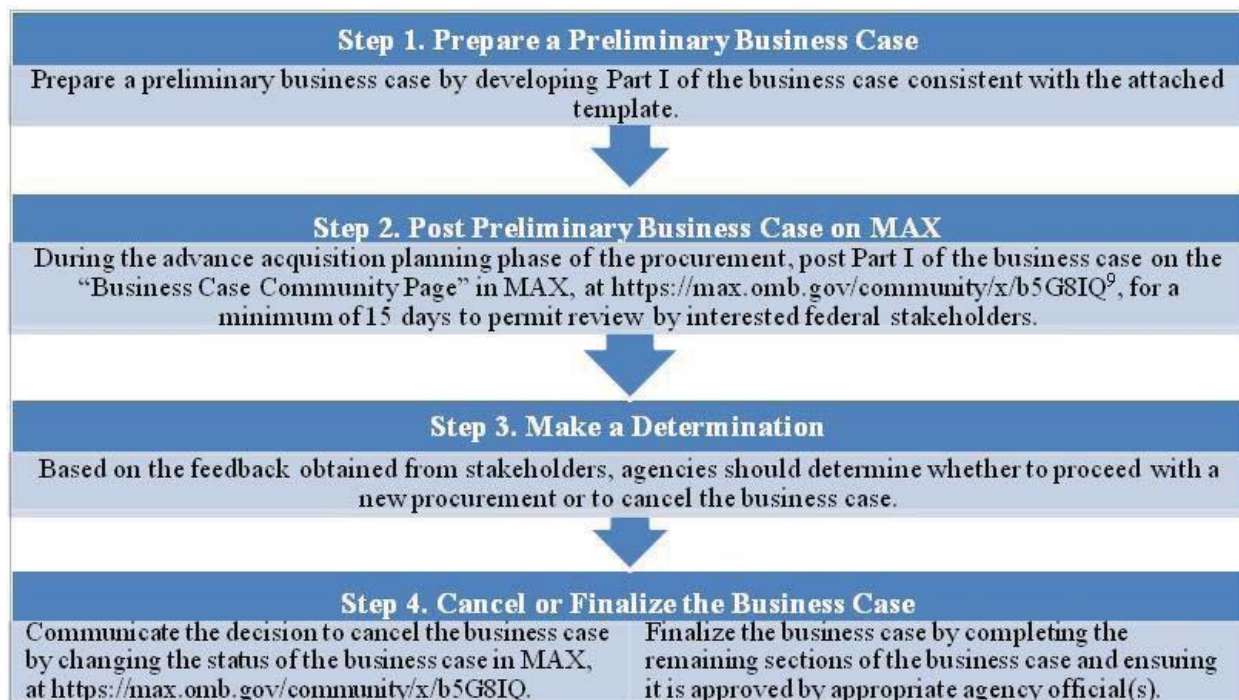 Step 1. Prepare a Preliminary Business Case
Prepare a preliminary business case by developing Part I of the business case consistent with the attached
template.
Step 2. Post Preliminary Business Case on MAX
During the advance acquisition planning phase of the procurement, post Part I of the business case on the
“Business Case Community Page” in MAX, at https://max.omb.gov/community/x/b5G8IQ⁹, for a
minimum of 15 days to permit review by interested federal stakeholders.
Step 3. Make a Determination
Based on the feedback obtained from stakeholders, agencies should determine whether to proceed with a
new procurement or to cancel the business case.
Step 4. Cancel or Finalize the Business Case
Communicate the decision to cancel the business case
by changing the status of the business case in MAX,
at https://max.omb.gov/community/x/b5G8IQ.
Finalize the business case by completing the
remaining sections of the business case and ensuring
it is approved by appropriate agency official(s).